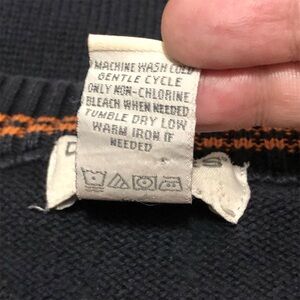 MACHINE WASH COLD
GENTLE CYCLE
ONLY NON-CHLORINE
BLEACH WHEN NEEDED
TUMBLE DRY LOW
WARM IRON IF
NEEDED